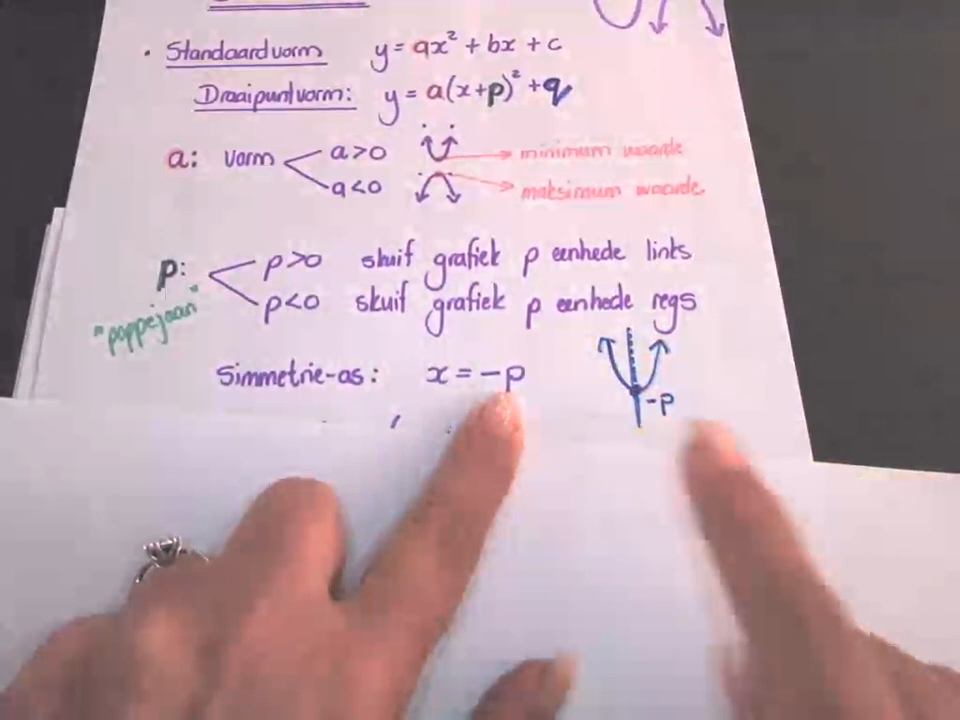 • Standaardvorm y = ax² + bx + c
Draaipuntvorm: y = a(x+p)² + q
a: vorm a>0 minimum waarde
a<0 maksimum waarde
p: p>0 skuif grafiek p eenhede links
"poppejaan" p<0 skuif grafiek p eenhede regs
Simmetrie-as: x = -p -p